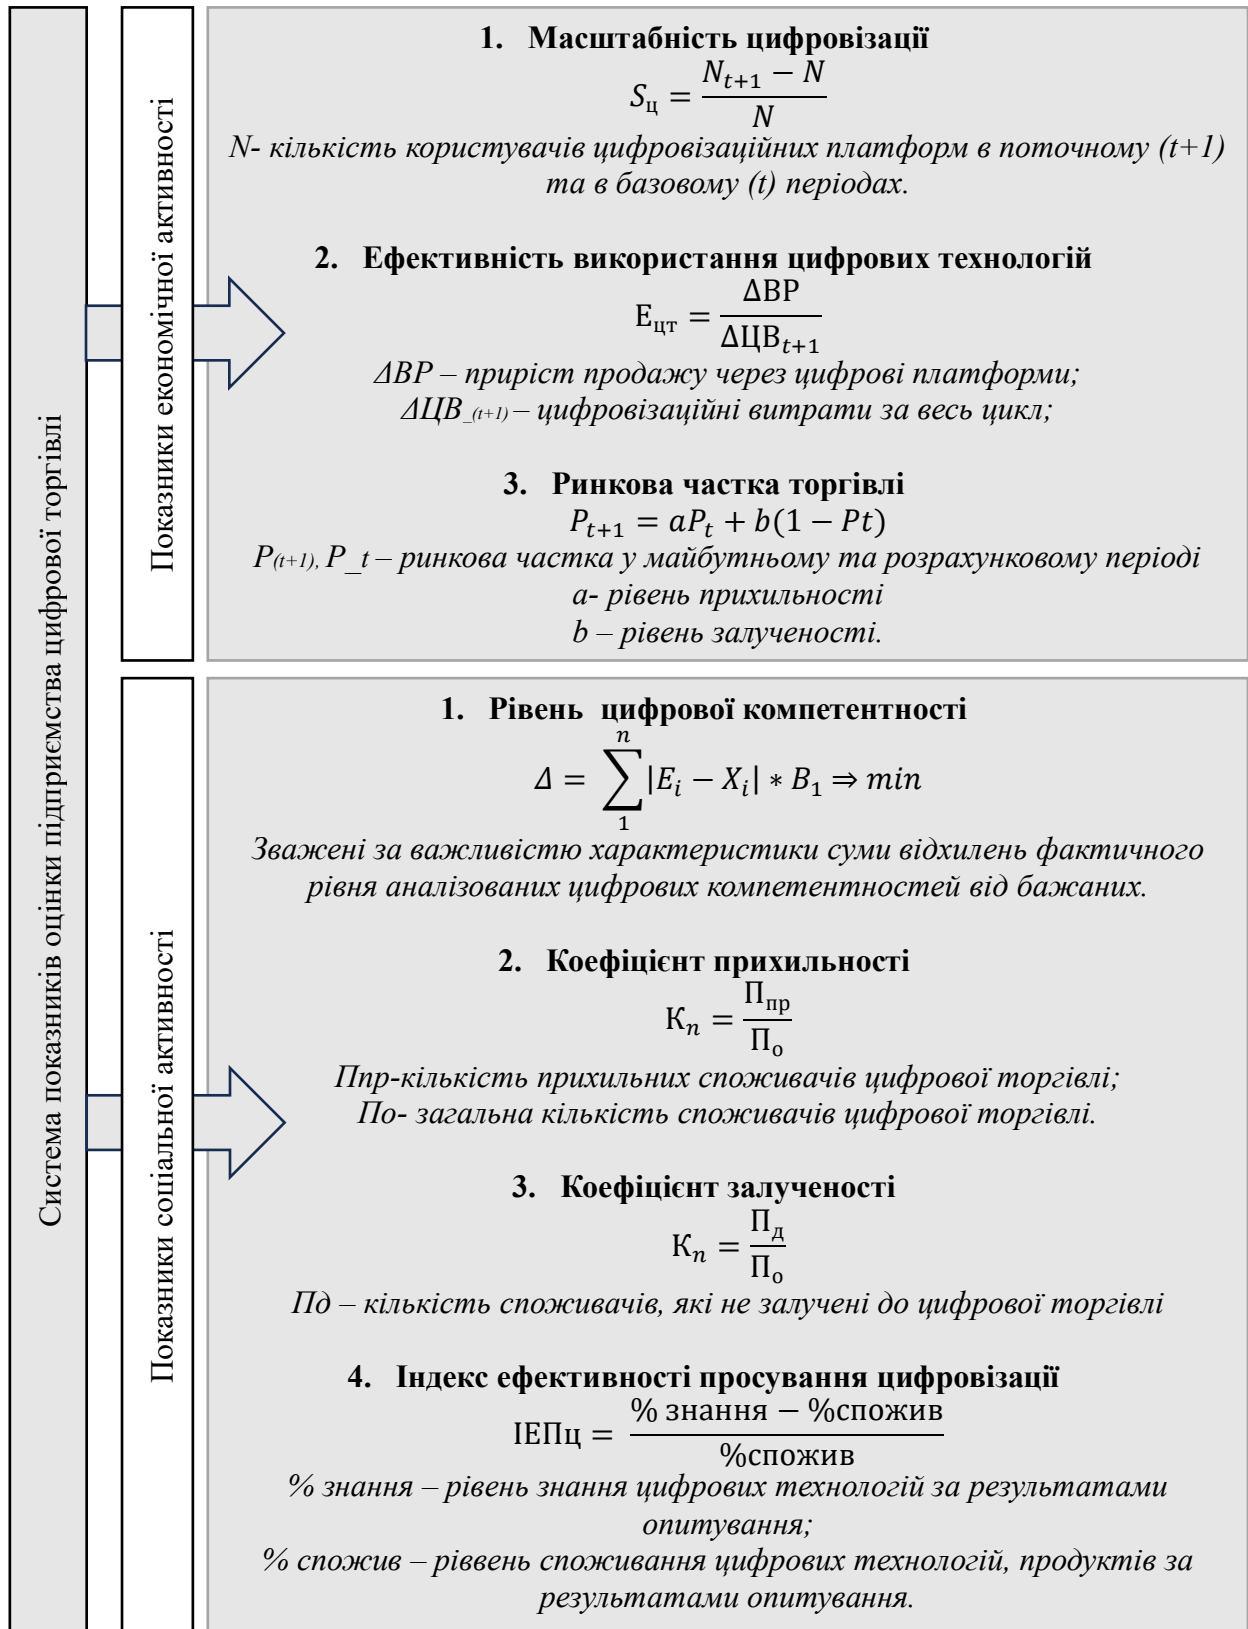 Система показників оцінки підприємства цифрової торгівлі
Показники економічної активності
1. Масштабність цифровізації
S_ц = (N_{t+1} − N) / N
N- кількість користувачів цифровізаційних платформ в поточному (t+1)
та в базовому (t) періодах.
2. Ефективність використання цифрових технологій
Е_цт = ΔВР / ΔЦВ_{t+1}
ΔВР – приріст продажу через цифрові платформи;
ΔЦВ_(t+1) – цифровізаційні витрати за весь цикл;
3. Ринкова частка торгівлі
P_{t+1} = aP_t + b(1 − Pt)
P(t+1), P_t – ринкова частка у майбутньому та розрахунковому періоді
а- рівень прихильності
b – рівень залученості.
Показники соціальної активності
1. Рівень цифрової компетентності
Δ = ∑_1^n |E_i − X_i| * B_1 ⇒ min
Зважені за важливістю характеристики суми відхилень фактичного
рівня аналізованих цифрових компетентностей від бажаних.
2. Коефіцієнт прихильності
К_n = П_пр / П_о
Ппр-кількість прихильних споживачів цифрової торгівлі;
По- загальна кількість споживачів цифрової торгівлі.
3. Коефіцієнт залученості
К_n = П_д / П_о
Пд – кількість споживачів, які не залучені до цифрової торгівлі
4. Індекс ефективності просування цифровізації
ІЕПц = (% знання − %спожив) / %спожив
% знання – рівень знання цифрових технологій за результатами
опитування;
% спожив – ріввень споживання цифрових технологій, продуктів за
результатами опитування.